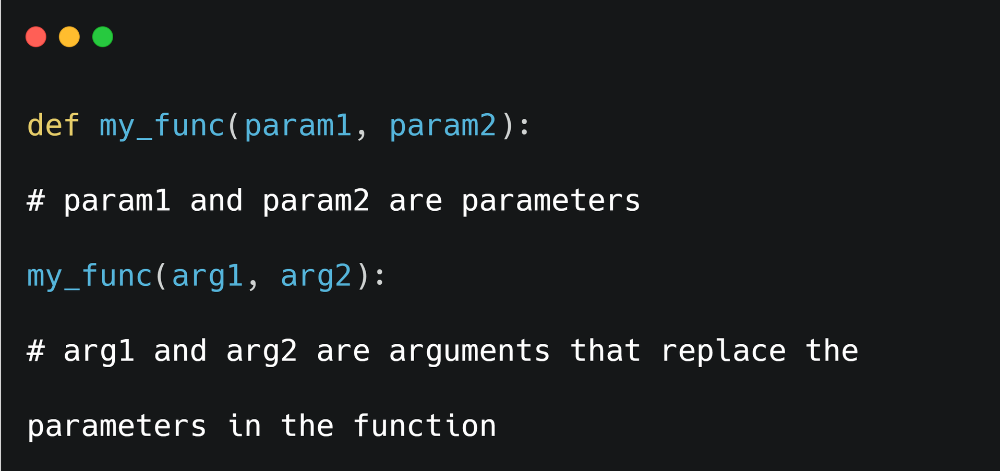 def my_func(param1, param2):
# param1 and param2 are parameters
my_func(arg1, arg2):
# arg1 and arg2 are arguments that replace the
parameters in the function